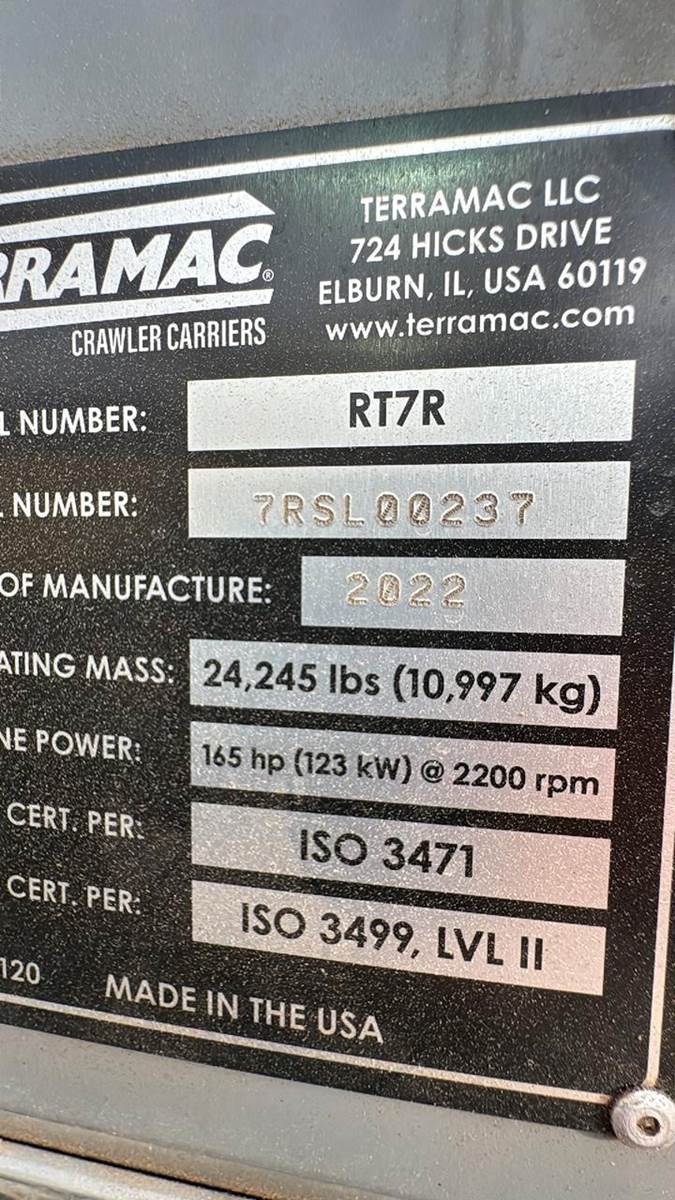 RRAMAC®
CRAWLER CARRIERS
TERRAMAC LLC
724 HICKS DRIVE
ELBURN, IL, USA 60119
www.terramac.com
L NUMBER: RT7R
L NUMBER: 7RSL00237
OF MANUFACTURE: 2022
ATING MASS: 24,245 lbs (10,997 kg)
NE POWER: 165 hp (123 kW) @ 2200 rpm
CERT. PER: ISO 3471
CERT. PER: ISO 3499, LVL II
120 MADE IN THE USA